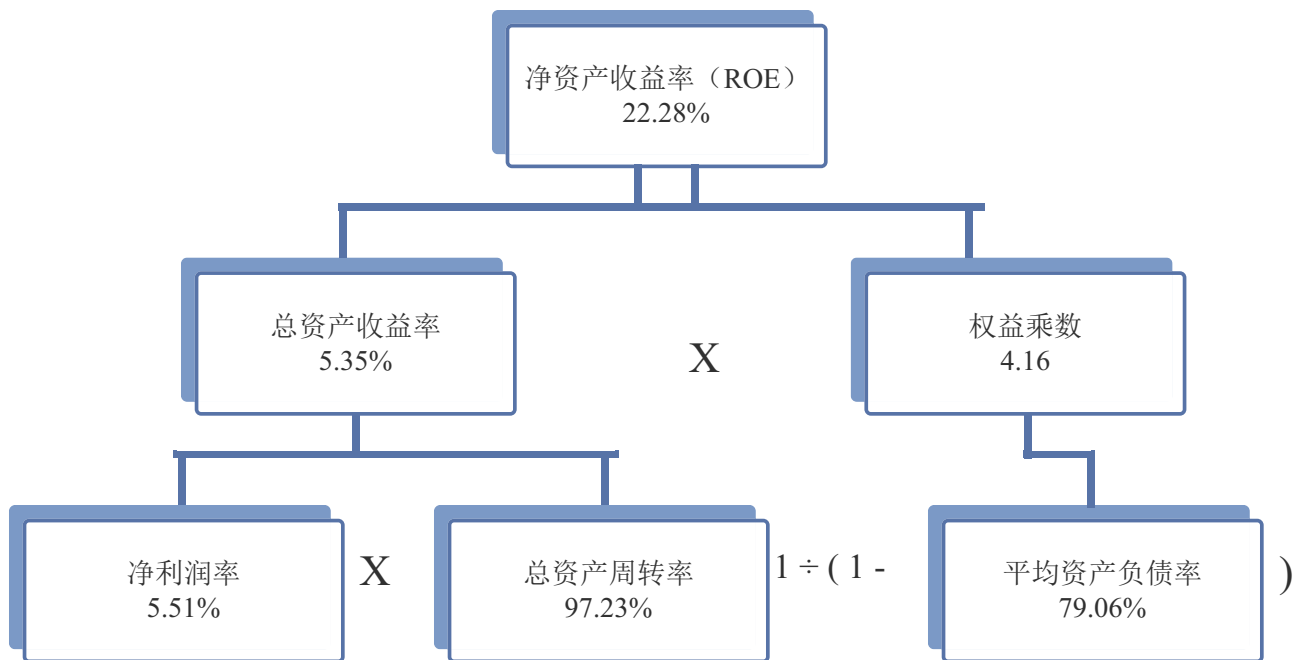 净资产收益率（ROE）
22.28%
总资产收益率
5.35%
X
权益乘数
4.16
净利润率
5.51%
X
总资产周转率
97.23%
1 ÷ ( 1 -
平均资产负债率
79.06%
)